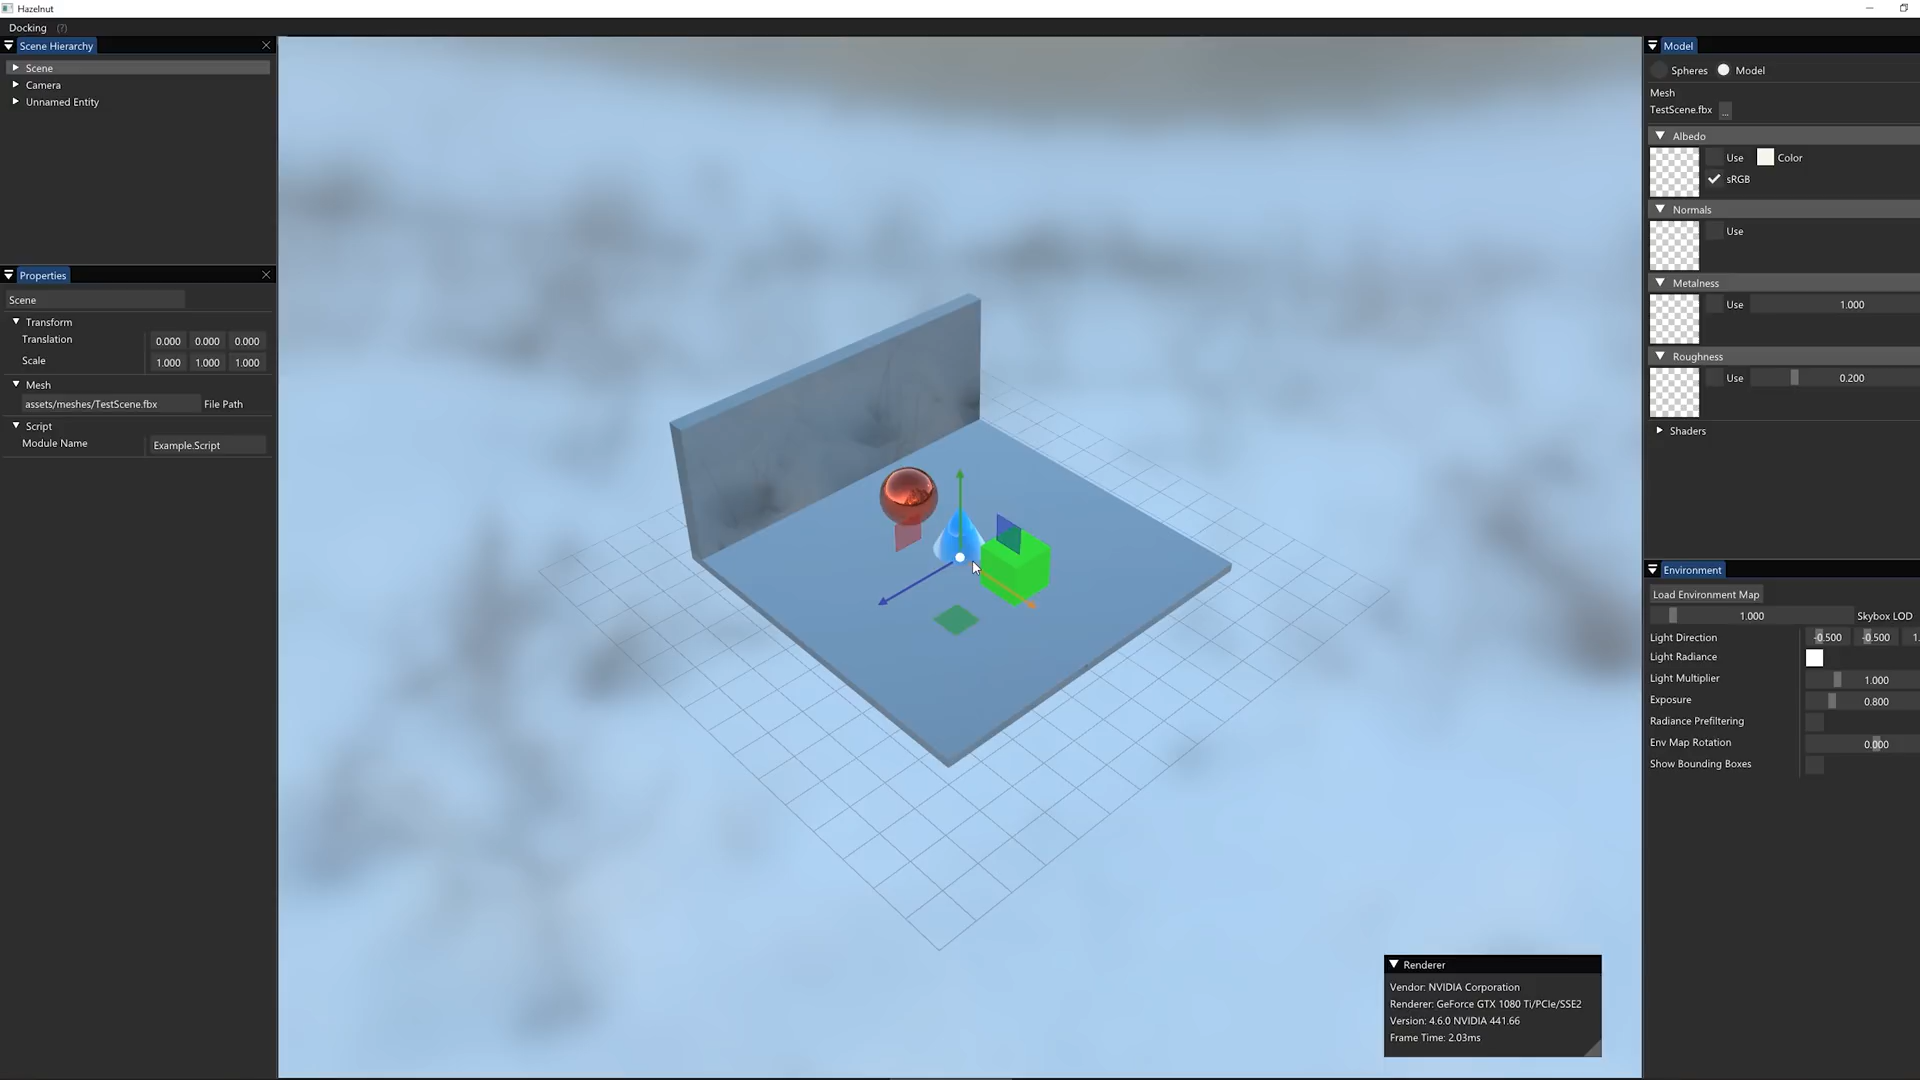 Hazelnut
Docking (?)
Scene Hierarchy
Scene
Camera
Unnamed Entity
Properties
Scene
Transform
Translation 0.000 0.000 0.000
Scale 1.000 1.000 1.000
Mesh
assets/meshes/TestScene.fbx File Path
Script
Module Name Example.Script
Model
Spheres Model
Mesh
TestScene.fbx ...
Albedo
Use Color
sRGB
Normals
Use
Metalness
Use 1.000
Roughness
Use 0.200
Shaders
Environment
Load Environment Map
1.000 Skybox LOD
Light Direction -0.500 -0.500 1.
Light Radiance
Light Multiplier 1.000
Exposure 0.800
Radiance Prefiltering
Env Map Rotation 0.000
Show Bounding Boxes
Renderer
Vendor: NVIDIA Corporation
Renderer: GeForce GTX 1080 Ti/PCIe/SSE2
Version: 4.6.0 NVIDIA 441.66
Frame Time: 2.03ms